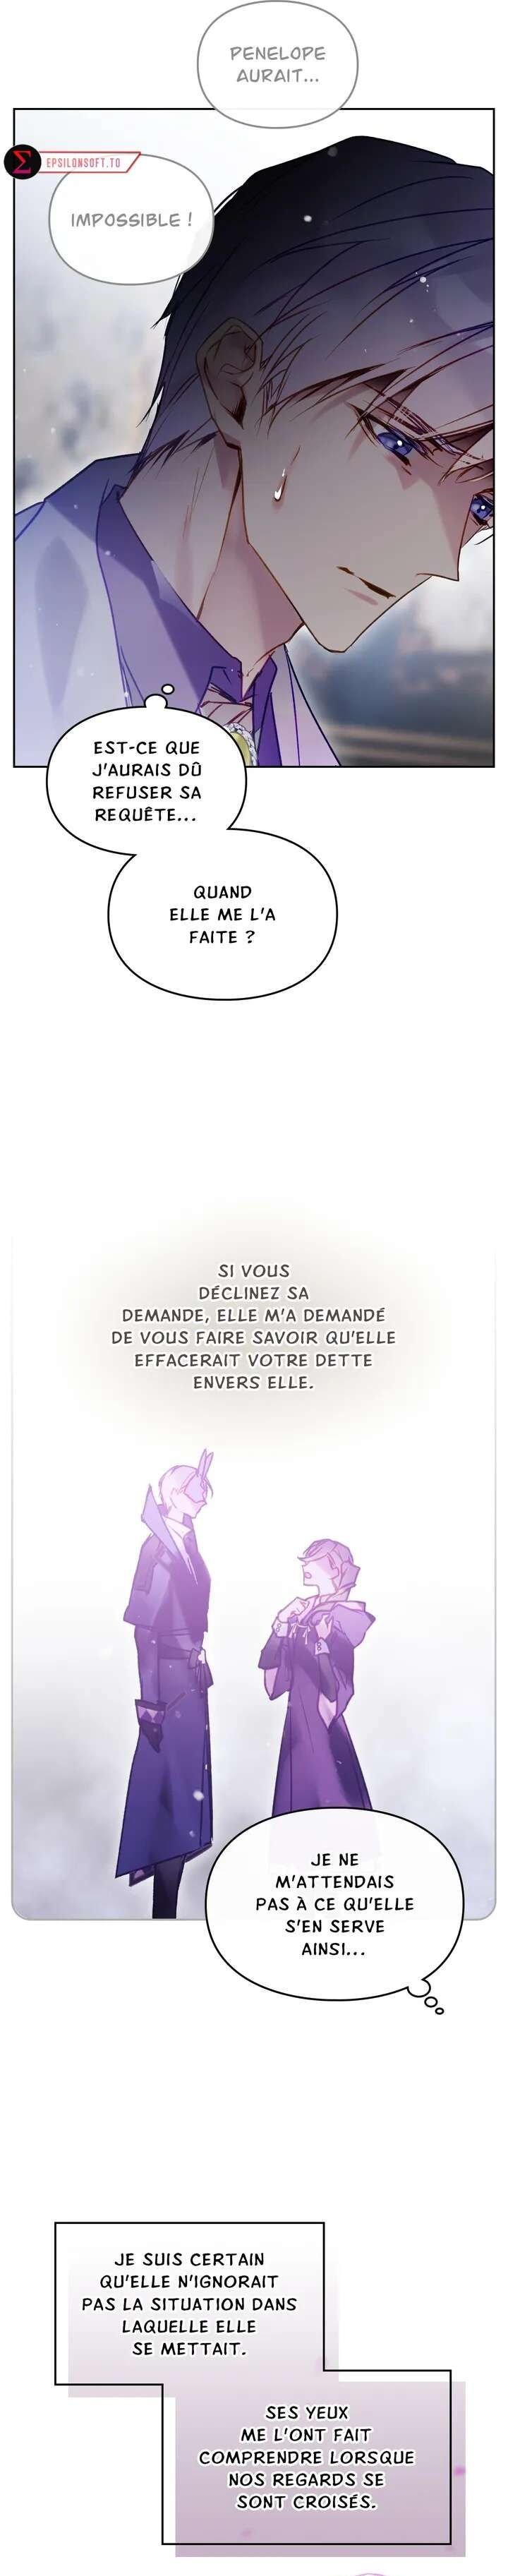 PENELOPE
AURAIT...
EPSILONSOFT.TO
IMPOSSIBLE !
EST-CE QUE
J'AURAIS DÛ
REFUSER SA
REQUÊTE...
QUAND
ELLE ME L'A
FAITE ?
SI VOUS
DÉCLINEZ SA
DEMANDE, ELLE M'A DEMANDÉ
DE VOUS FAIRE SAVOIR QU'ELLE
EFFACERAIT VOTRE DETTE
ENVERS ELLE.
JE NE
M'ATTENDAIS
PAS À CE QU'ELLE
S'EN SERVE
AINSI...
JE SUIS CERTAIN
QU'ELLE N'IGNORAIT
PAS LA SITUATION DANS
LAQUELLE ELLE
SE METTAIT.
SES YEUX
ME L'ONT FAIT
COMPRENDRE LORSQUE
NOS REGARDS SE
SONT CROISÉS.